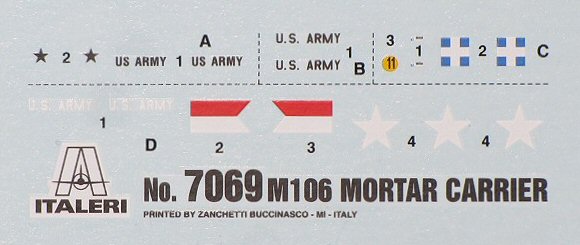 A
2 US ARMY 1 US ARMY
U.S. ARMY
U.S. ARMY
1
B
3 1 2 C
11
U.S. ARMY U.S. ARMY
1 D 2 3 4 4
ITALERI
No. 7069 M106 MORTAR CARRIER
PRINTED BY ZANCHETTI BUCCINASCO - MI - ITALY